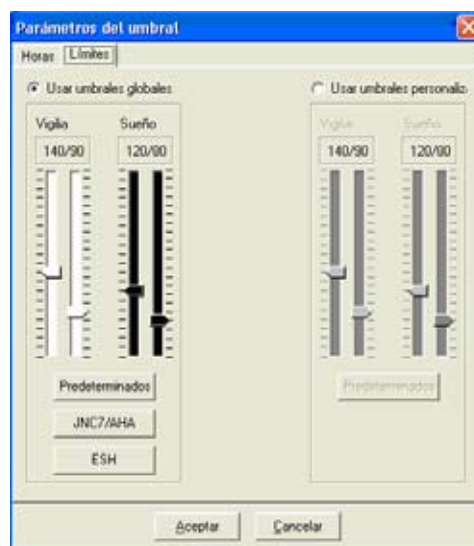 Parámetros del umbral
Horas Límites
Usar umbrales globales
Vigilia Sueño
140/90 120/80
Predeterminados
JNC7/AHA
ESH
Usar umbrales personaliz
Vigilia Sueño
140/90 120/80
Predeterminados
Aceptar Cancelar